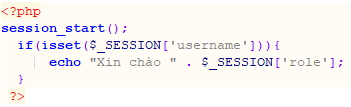 <?php
session_start();
if(isset($_SESSION['username'])){
echo "Xin chào " . $_SESSION['role'];
}
?>